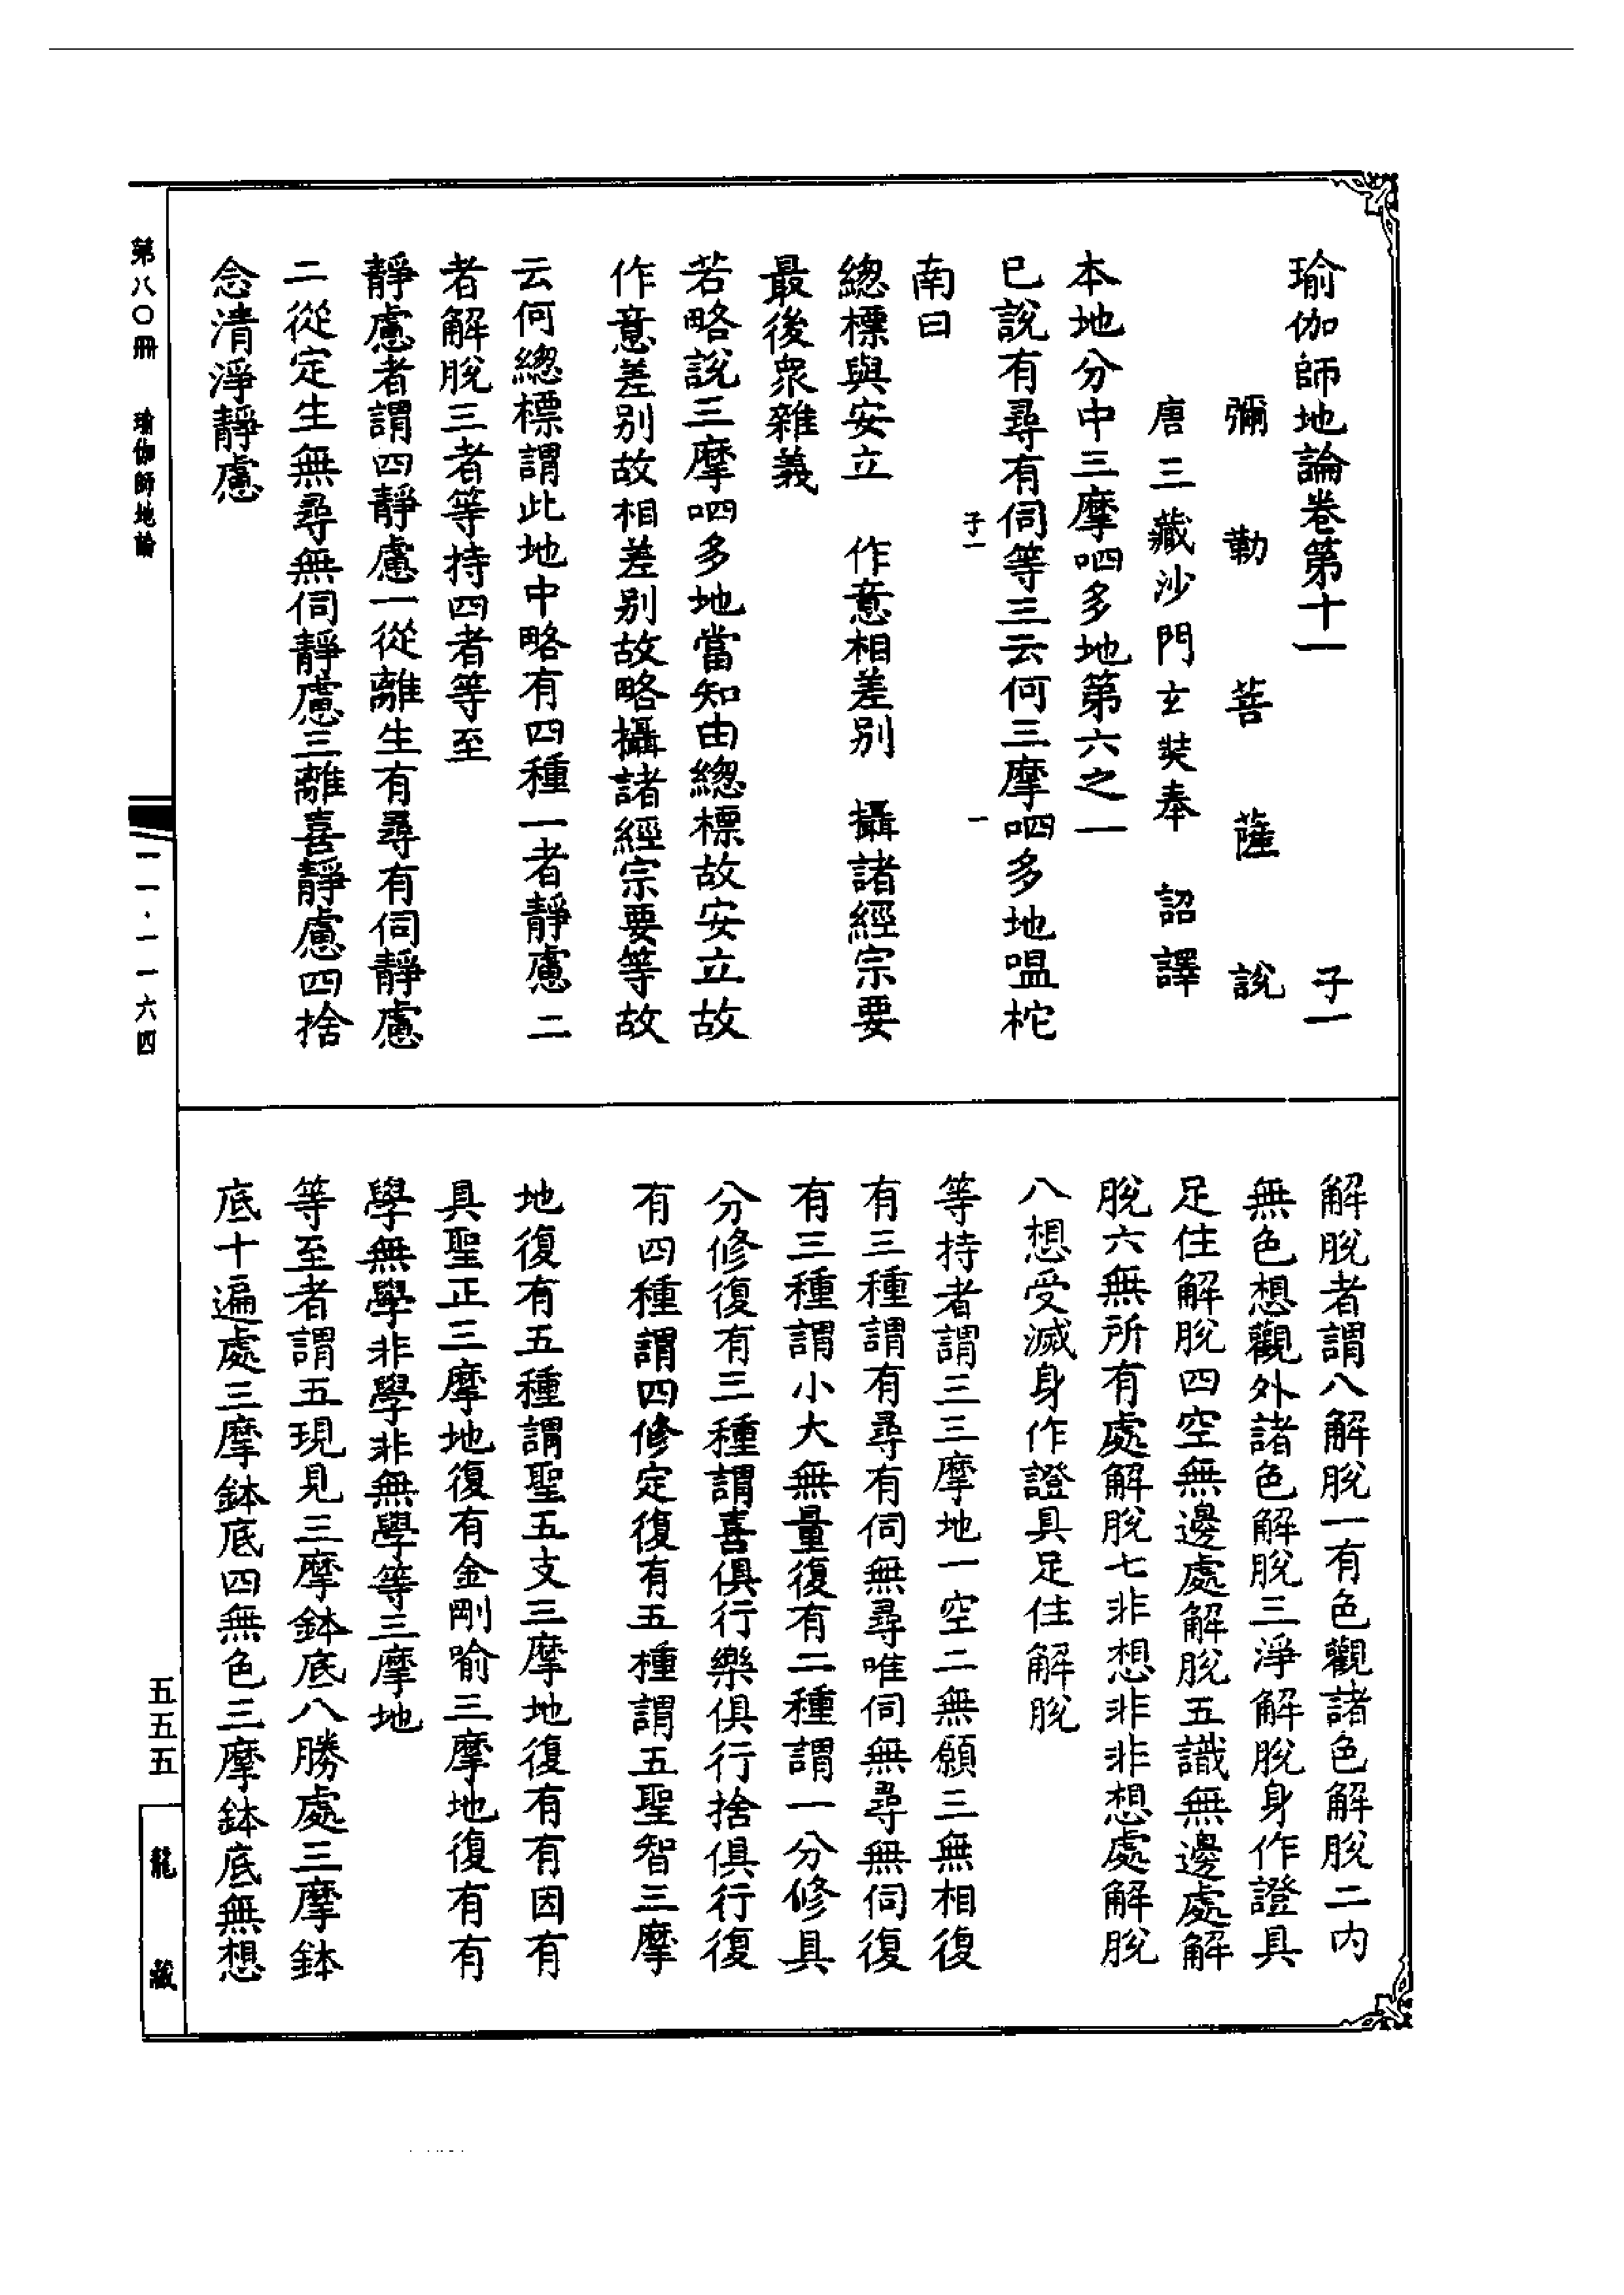 瑜伽師地論卷第十一 子一
彌勒菩薩說
唐三藏沙門玄奘奉 詔譯
本地分中三摩呬多地第六之一
已說有尋有伺等三云何三摩呬多地嗢柁
南曰
總標與安立 作意相差別 攝諸經宗要
最後眾雜義
若略說三摩呬多地當知由總標故安立故
作意差別故相差別故略攝諸經宗要等故
云何總標謂此地中略有四種一者靜慮二
者解脫三者等持四者等至
靜慮者謂四靜慮一從離生有尋有伺靜慮
二從定生無尋無伺靜慮三離喜靜慮四捨
念清淨靜慮
子一 一
解脫者謂八解脫一有色觀諸色解脫二內
無色想觀外諸色解脫三淨解脫身作證具
足住解脫四空無邊處解脫五識無邊處解
脫六無所有處解脫七非想非非想處解脫
八想受滅身作證具足住解脫
等持者謂三三摩地一空二無願三無相復
有三種謂有尋有伺無尋唯伺無尋無伺復
有三種謂小大無量復有二種謂一分修具
分修復有三種謂喜俱行樂俱行捨俱行復
有四種謂四修定復有五種謂五聖智三摩
地復有五種謂聖五支三摩地復有有因有
具聖正三摩地復有金剛喻三摩地復有有
學無學非學非無學等三摩地
等至者謂五現見三摩鉢底八勝處三摩鉢
底十遍處三摩鉢底四無色三摩鉢底無想
第八〇冊 瑜伽師地論
一一·一一六四
五五五
龍藏